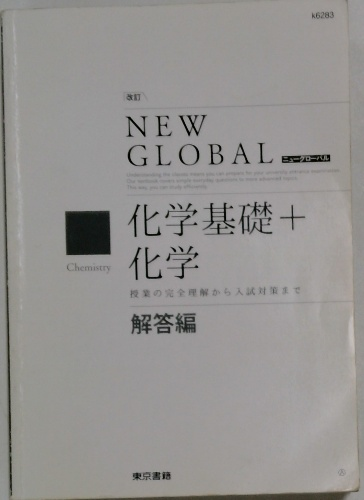 k6283
改訂
NEW
GLOBAL ニューグローバル
化学基礎+
化学
Chemistry
授業の完全理解から入試対策まで
解答編
東京書籍